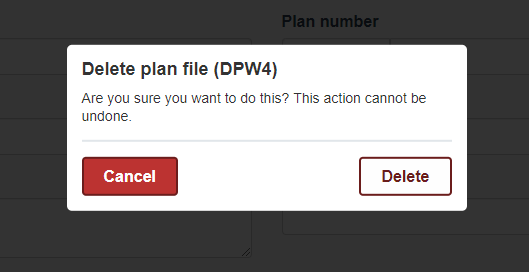 Plan number
Delete plan file (DPW4)
Are you sure you want to do this? This action cannot be
undone.
Cancel
Delete